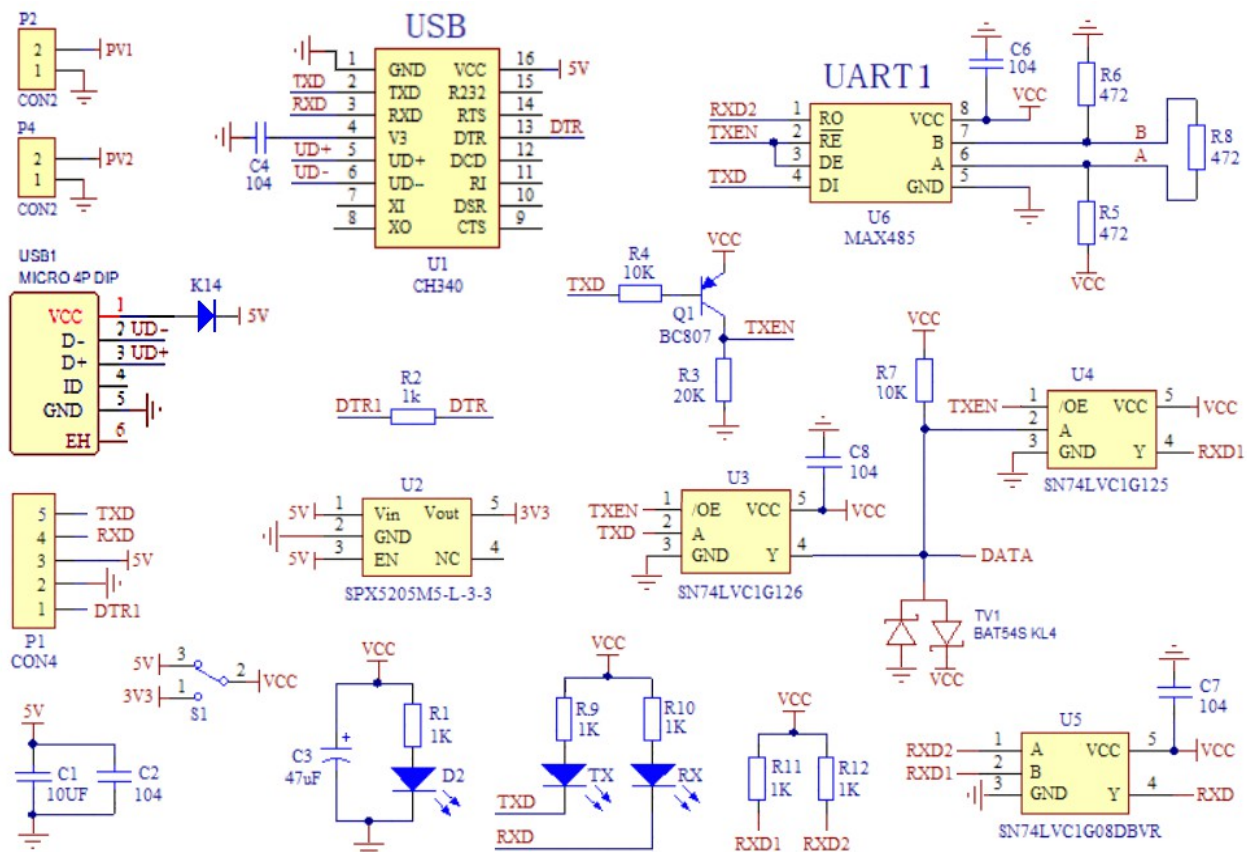 P2
2
1
PV1
CON2
P4
2
1
PV2
CON2
USB
1 GND VCC 16 5V
TXD 2 TXD R232 15
RXD 3 RXD RTS 14
4 V3 DTR 13 DTR
UD+ 5 UD+ DCD 12
UD- 6 UD-- RI 11
7 XI DSR 10
8 XO CTS 9
C4
104
U1
CH340
UART1
C6
104
VCC
R6
472
RXD2 1 RO VCC 8
TXEN 2 RE B 7 B
3 DE A 6 A
TXD 4 DI GND 5
R8
472
U6
MAX485
R5
472
VCC
USB1
MICRO 4P DIP
VCC 1
D- 2 UD-
D+ 3 UD+
ID 4
GND 5
EH 6
K14
5V
VCC
R4
10K
TXD
Q1
BC807
TXEN
R3
20K
R2
1k
DTR1 DTR
VCC
R7
10K
U4
TXEN 1 /OE VCC 5 VCC
2 A
3 GND Y 4 RXD1
SN74LVC1G125
C8
104
U3
TXEN 1 /OE VCC 5 VCC
TXD 2 A
3 GND Y 4 DATA
SN74LVC1G126
TV1
BAT54S KL4
VCC
U2
5V 1 Vin Vout 5 3V3
2 GND
5V 3 EN NC 4
SPX5205M5-L-3-3
5 TXD
4 RXD
3 5V
2
1 DTR1
P1
CON4
5V 3
2 VCC
3V3 1
S1
5V
C1
10UF
C2
104
VCC
R1
1K
C3
+
47uF
D2
VCC
R9
1K
R10
1K
TX
RX
TXD
RXD
VCC
R11
1K
R12
1K
RXD1 RXD2
C7
104
U5
RXD2 1 A VCC 5 VCC
RXD1 2 B
3 GND Y 4 RXD
SN74LVC1G08DBVR